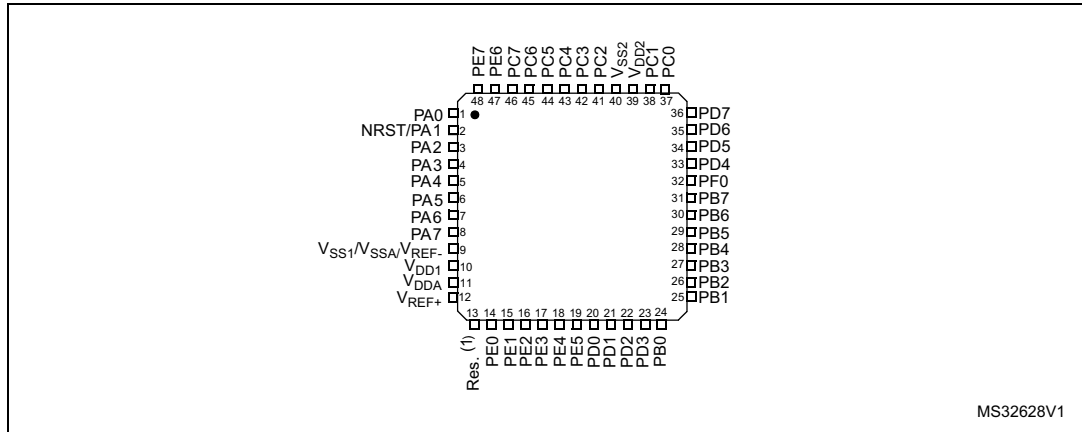 PE7 PE6 PC7 PC6 PC5 PC4 PC3 PC2 VSS2 VDD2 PC1 PC0
48 47 46 45 44 43 42 41 40 39 38 37
PA0 1 36 PD7
NRST/PA1 2 35 PD6
PA2 3 34 PD5
PA3 4 33 PD4
PA4 5 32 PF0
PA5 6 31 PB7
PA6 7 30 PB6
PA7 8 29 PB5
VSS1/VSSA/VREF- 9 28 PB4
VDD1 10 27 PB3
VDDA 11 26 PB2
VREF+ 12 25 PB1
13 14 15 16 17 18 19 20 21 22 23 24
Res. (1) PE0 PE1 PE2 PE3 PE4 PE5 PD0 PD1 PD2 PD3 PB0
MS32628V1